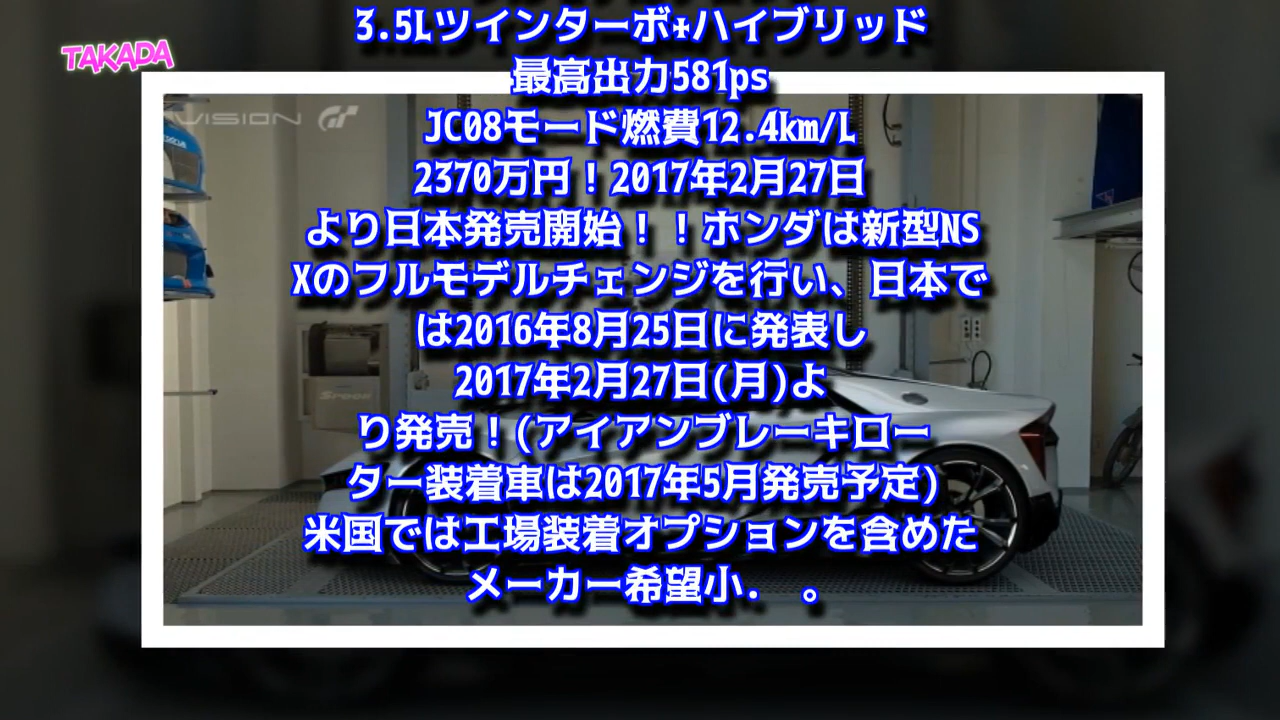 3.5Lツインターボ+ハイブリッド
TAKADA
最高出力581ps
VISION GT
JC08モード燃費12.4km/L
2370万円！2017年2月27日
より日本発売開始！！ホンダは新型NS
Xのフルモデルチェンジを行い、日本で
は2016年8月25日に発表し
2017年2月27日(月)よ
り発売！(アイアンブレーキロー
SPOON
ター装着車は2017年5月発売予定)
米国では工場装着オプションを含めた
メーカー希望小. 。